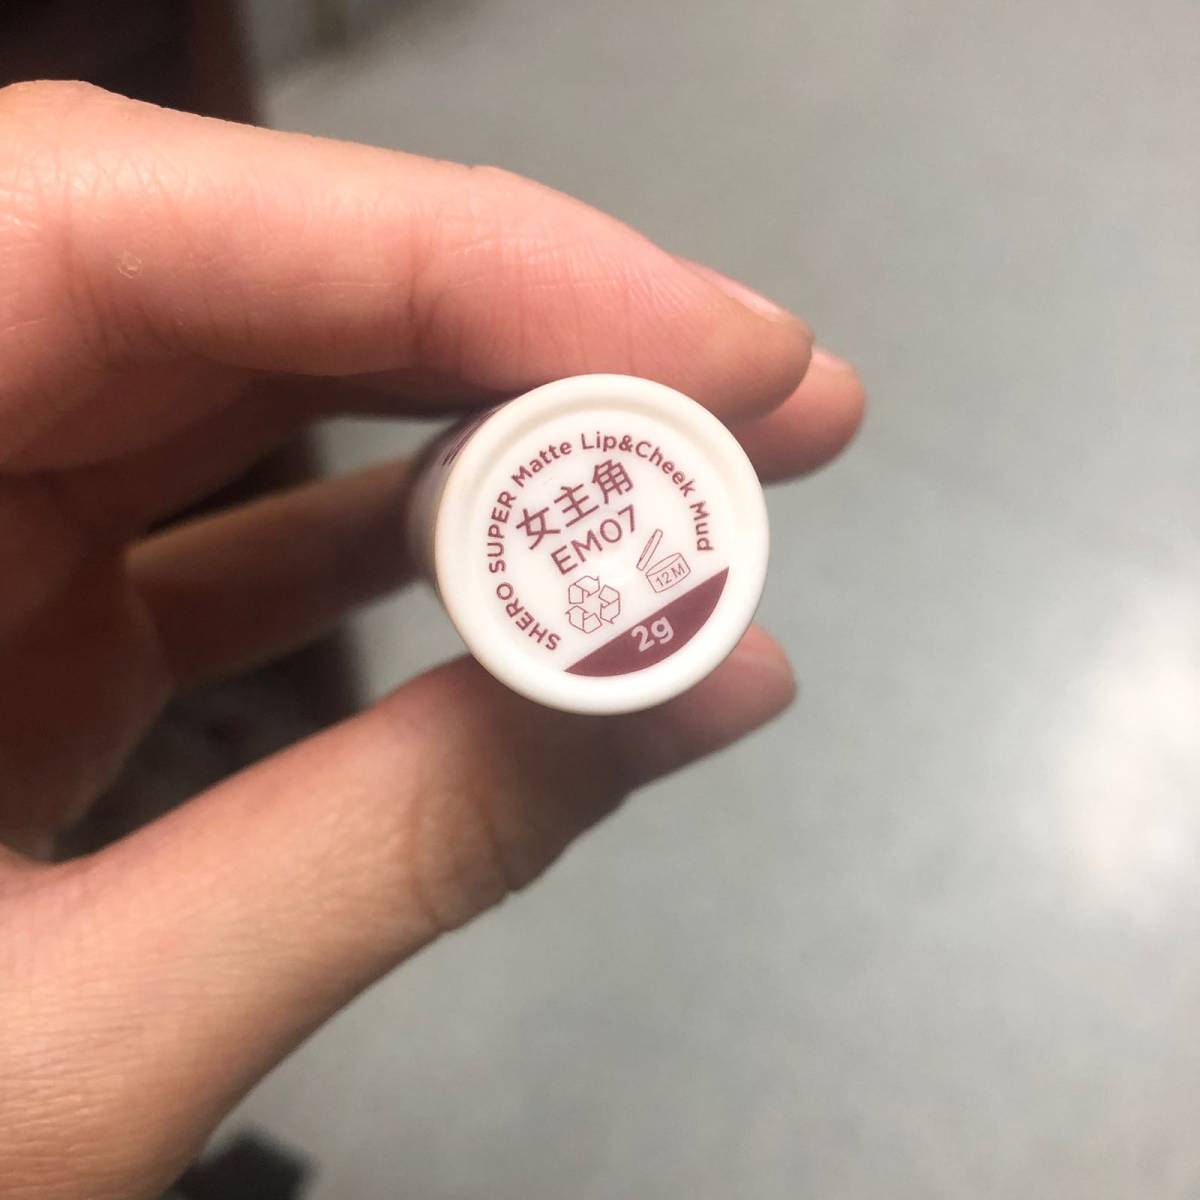 SHERO SUPER Matte Lip&Cheek Mud
女主角
EM07
12M
2g